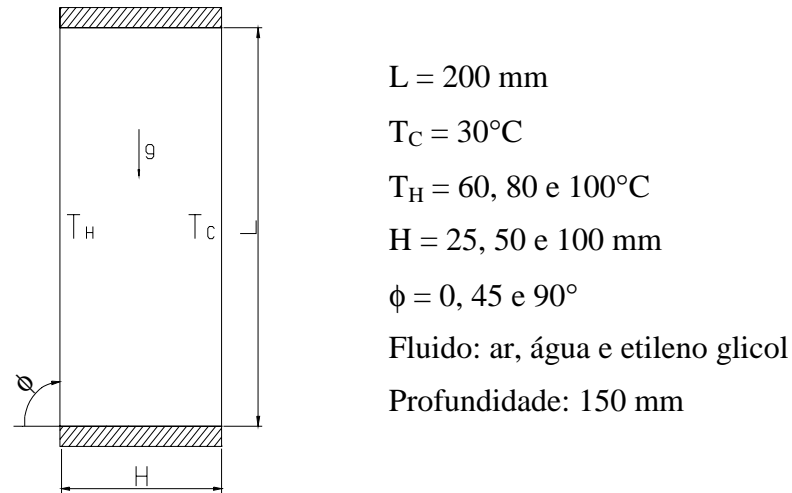 g
T_H
T_C
L
ϕ
H
L = 200 mm
T_C = 30°C
T_H = 60, 80 e 100°C
H = 25, 50 e 100 mm
ϕ = 0, 45 e 90°
Fluido: ar, água e etileno glicol
Profundidade: 150 mm